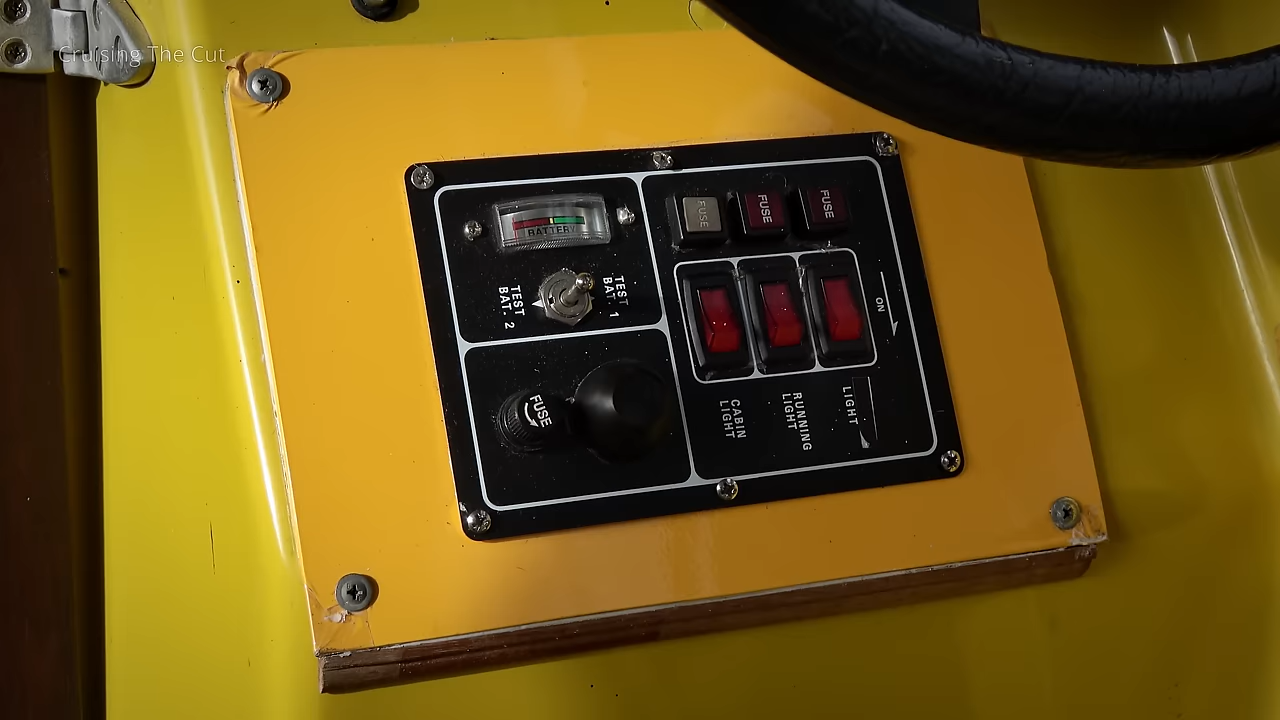 Cruising The Cut
BATTERY
TEST
BAT. 1
TEST
BAT. 2
FUSE
FUSE
FUSE
ON
FUSE
CABIN
LIGHT
RUNNING
LIGHT
LIGHT